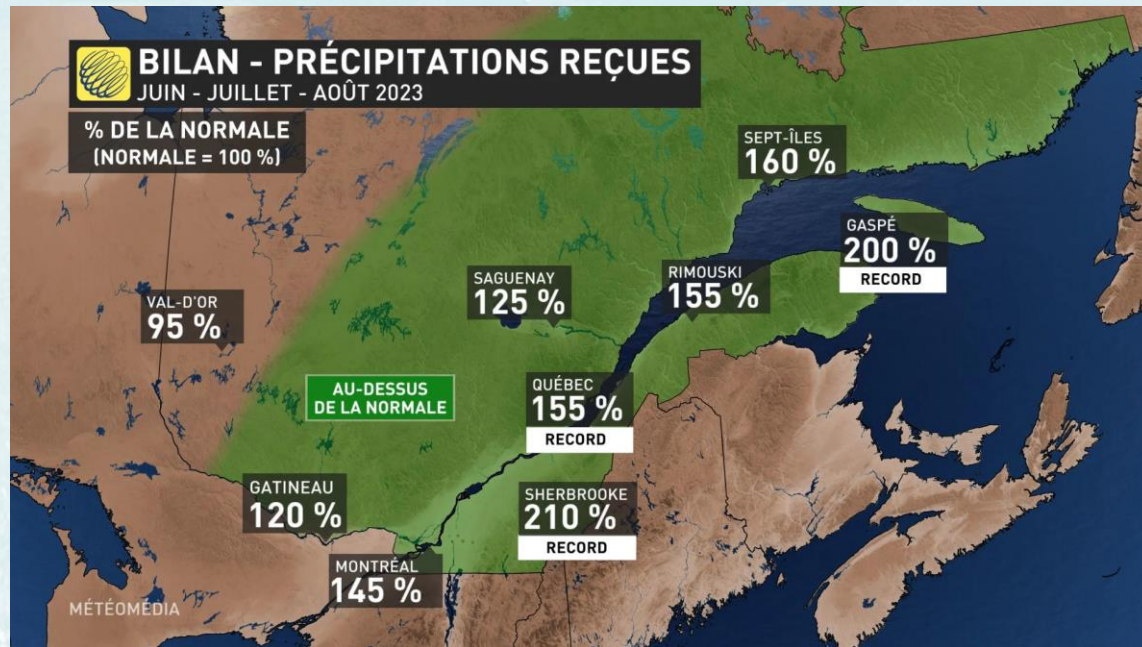 BILAN - PRÉCIPITATIONS REÇUES
JUIN - JUILLET - AOÛT 2023
% DE LA NORMALE
(NORMALE = 100 %)
SEPT-ÎLES
160 %
GASPÉ
200 %
RECORD
RIMOUSKI
155 %
SAGUENAY
125 %
VAL-D'OR
95 %
AU-DESSUS
DE LA NORMALE
QUÉBEC
155 %
RECORD
GATINEAU
120 %
SHERBROOKE
210 %
RECORD
MONTRÉAL
145 %
MÉTÉOMÉDIA